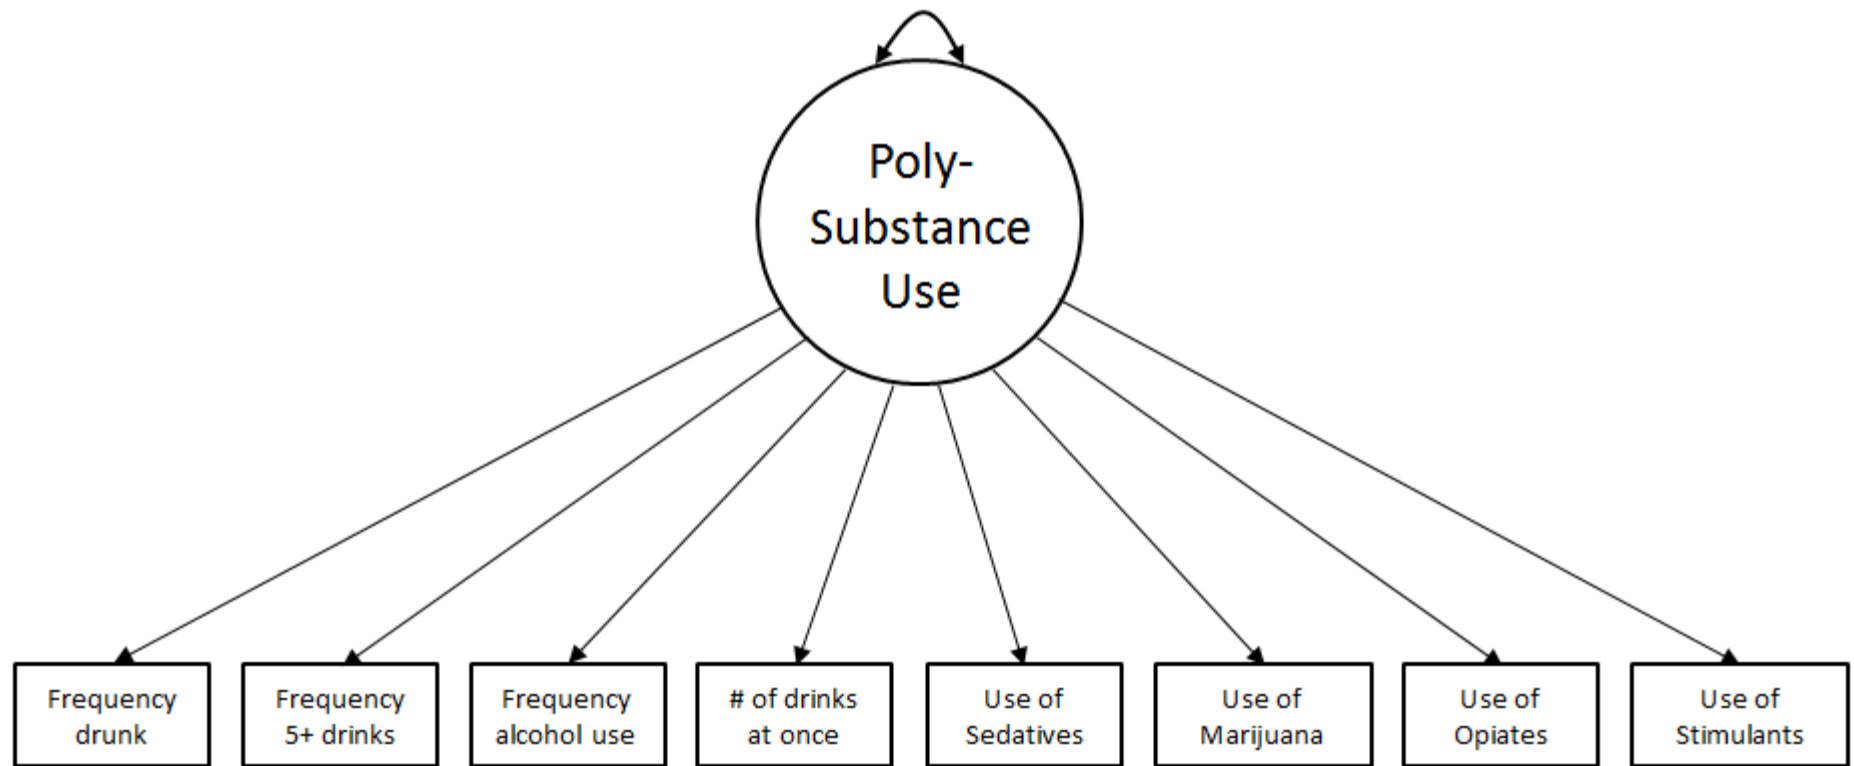 Poly-
Substance
Use
Frequency
drunk
Frequency
5+ drinks
Frequency
alcohol use
# of drinks
at once
Use of
Sedatives
Use of
Marijuana
Use of
Opiates
Use of
Stimulants